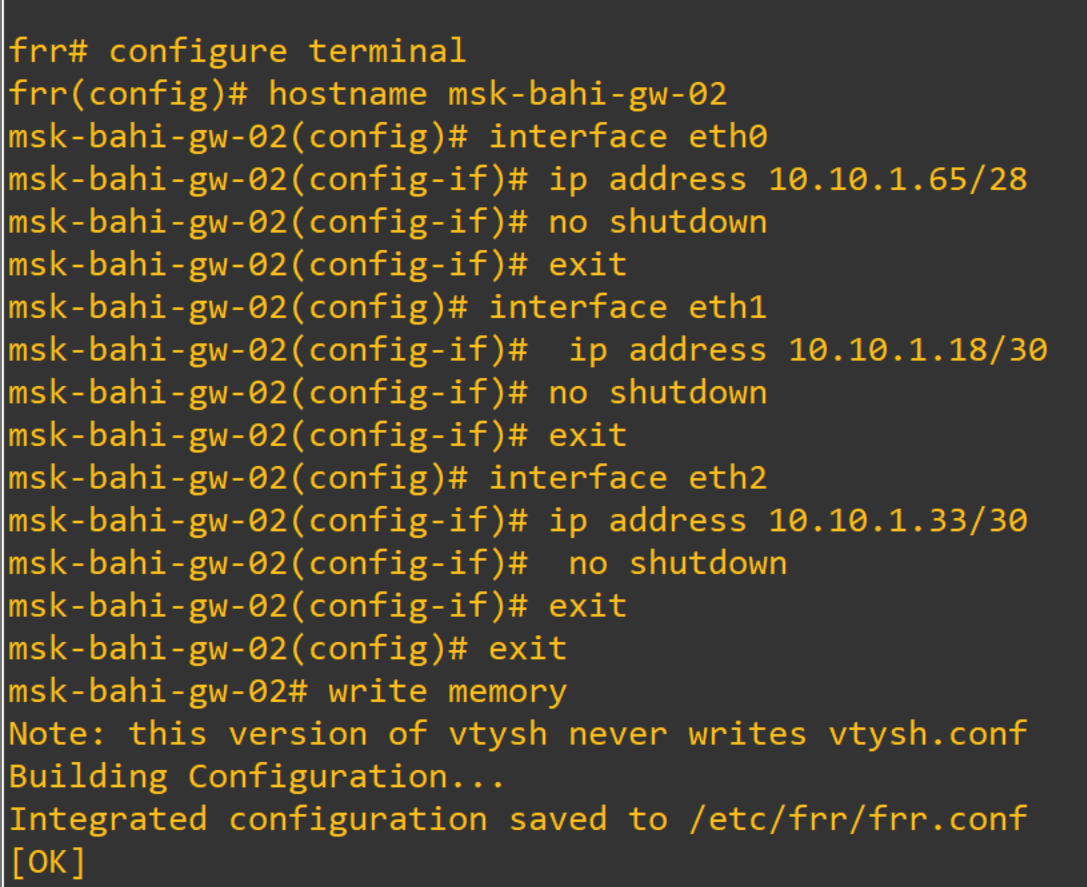 frr# configure terminal
frr(config)# hostname msk-bahi-gw-02
msk-bahi-gw-02(config)# interface eth0
msk-bahi-gw-02(config-if)# ip address 10.10.1.65/28
msk-bahi-gw-02(config-if)# no shutdown
msk-bahi-gw-02(config-if)# exit
msk-bahi-gw-02(config)# interface eth1
msk-bahi-gw-02(config-if)#  ip address 10.10.1.18/30
msk-bahi-gw-02(config-if)# no shutdown
msk-bahi-gw-02(config-if)# exit
msk-bahi-gw-02(config)# interface eth2
msk-bahi-gw-02(config-if)# ip address 10.10.1.33/30
msk-bahi-gw-02(config-if)#  no shutdown
msk-bahi-gw-02(config-if)# exit
msk-bahi-gw-02(config)# exit
msk-bahi-gw-02# write memory
Note: this version of vtysh never writes vtysh.conf
Building Configuration...
Integrated configuration saved to /etc/frr/frr.conf
[OK]